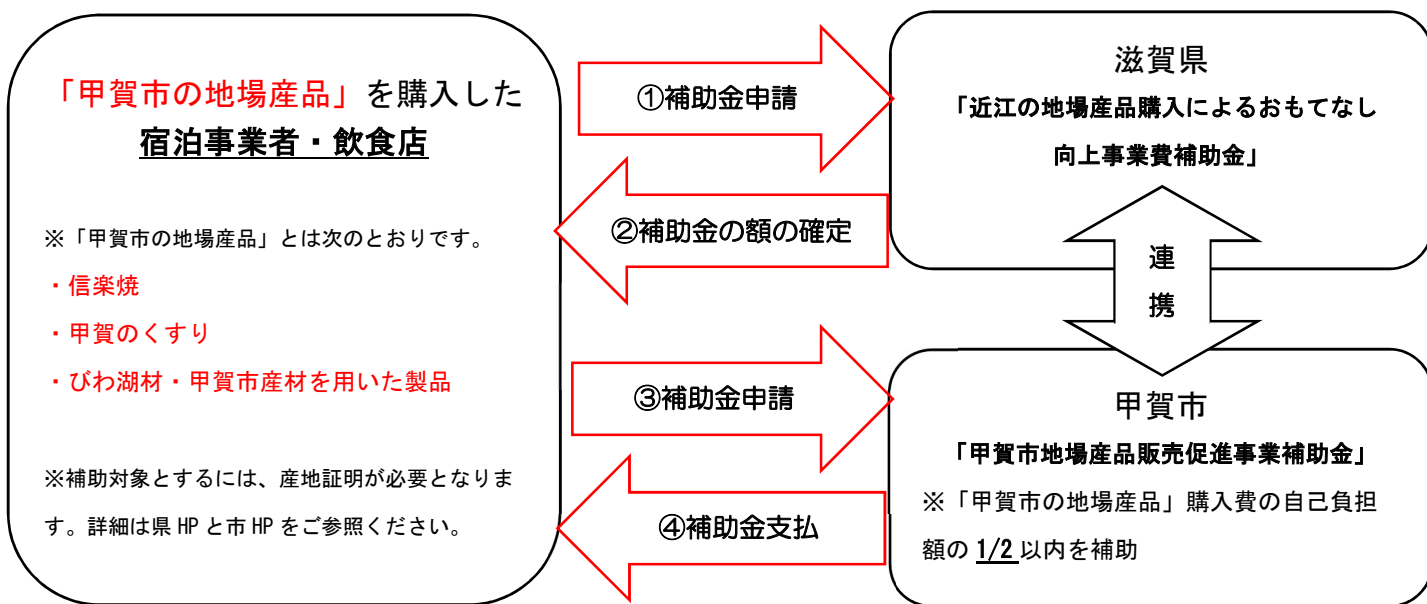 「甲賀市の地場産品」を購入した
宿泊事業者・飲食店
※「甲賀市の地場産品」とは次のとおりです。
・信楽焼
・甲賀のくすり
・びわ湖材・甲賀市産材を用いた製品
※補助対象とするには、産地証明が必要となりま
す。詳細は県 HP と市 HP をご参照ください。
①補助金申請
②補助金の額の確定
③補助金申請
④補助金支払
滋賀県
「近江の地場産品購入によるおもてなし
向上事業費補助金」
連
携
甲賀市
「甲賀市地場産品販売促進事業補助金」
※「甲賀市の地場産品」購入費の自己負担
額の 1/2 以内を補助